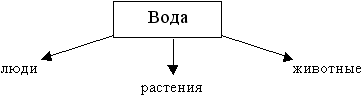 Вода
люди
растения
животные